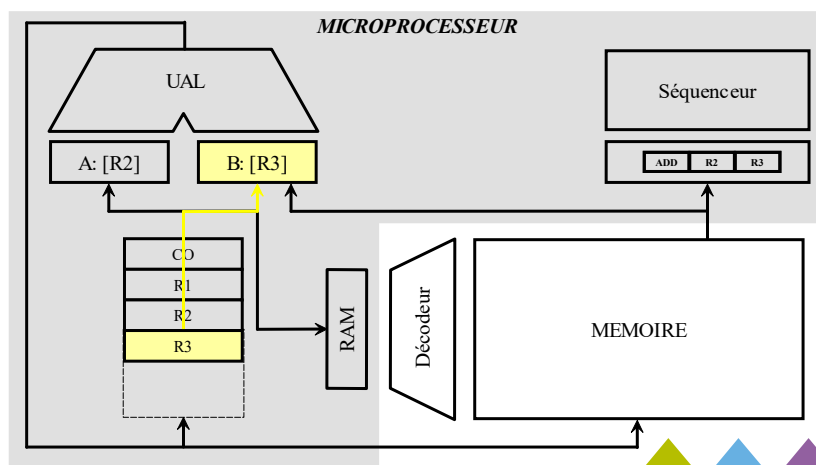 MICROPROCESSEUR
UAL
Séquenceur
A: [R2]
B: [R3]
ADD R2 R3
CO
R1
R2
R3
RAM
Décodeur
MEMOIRE